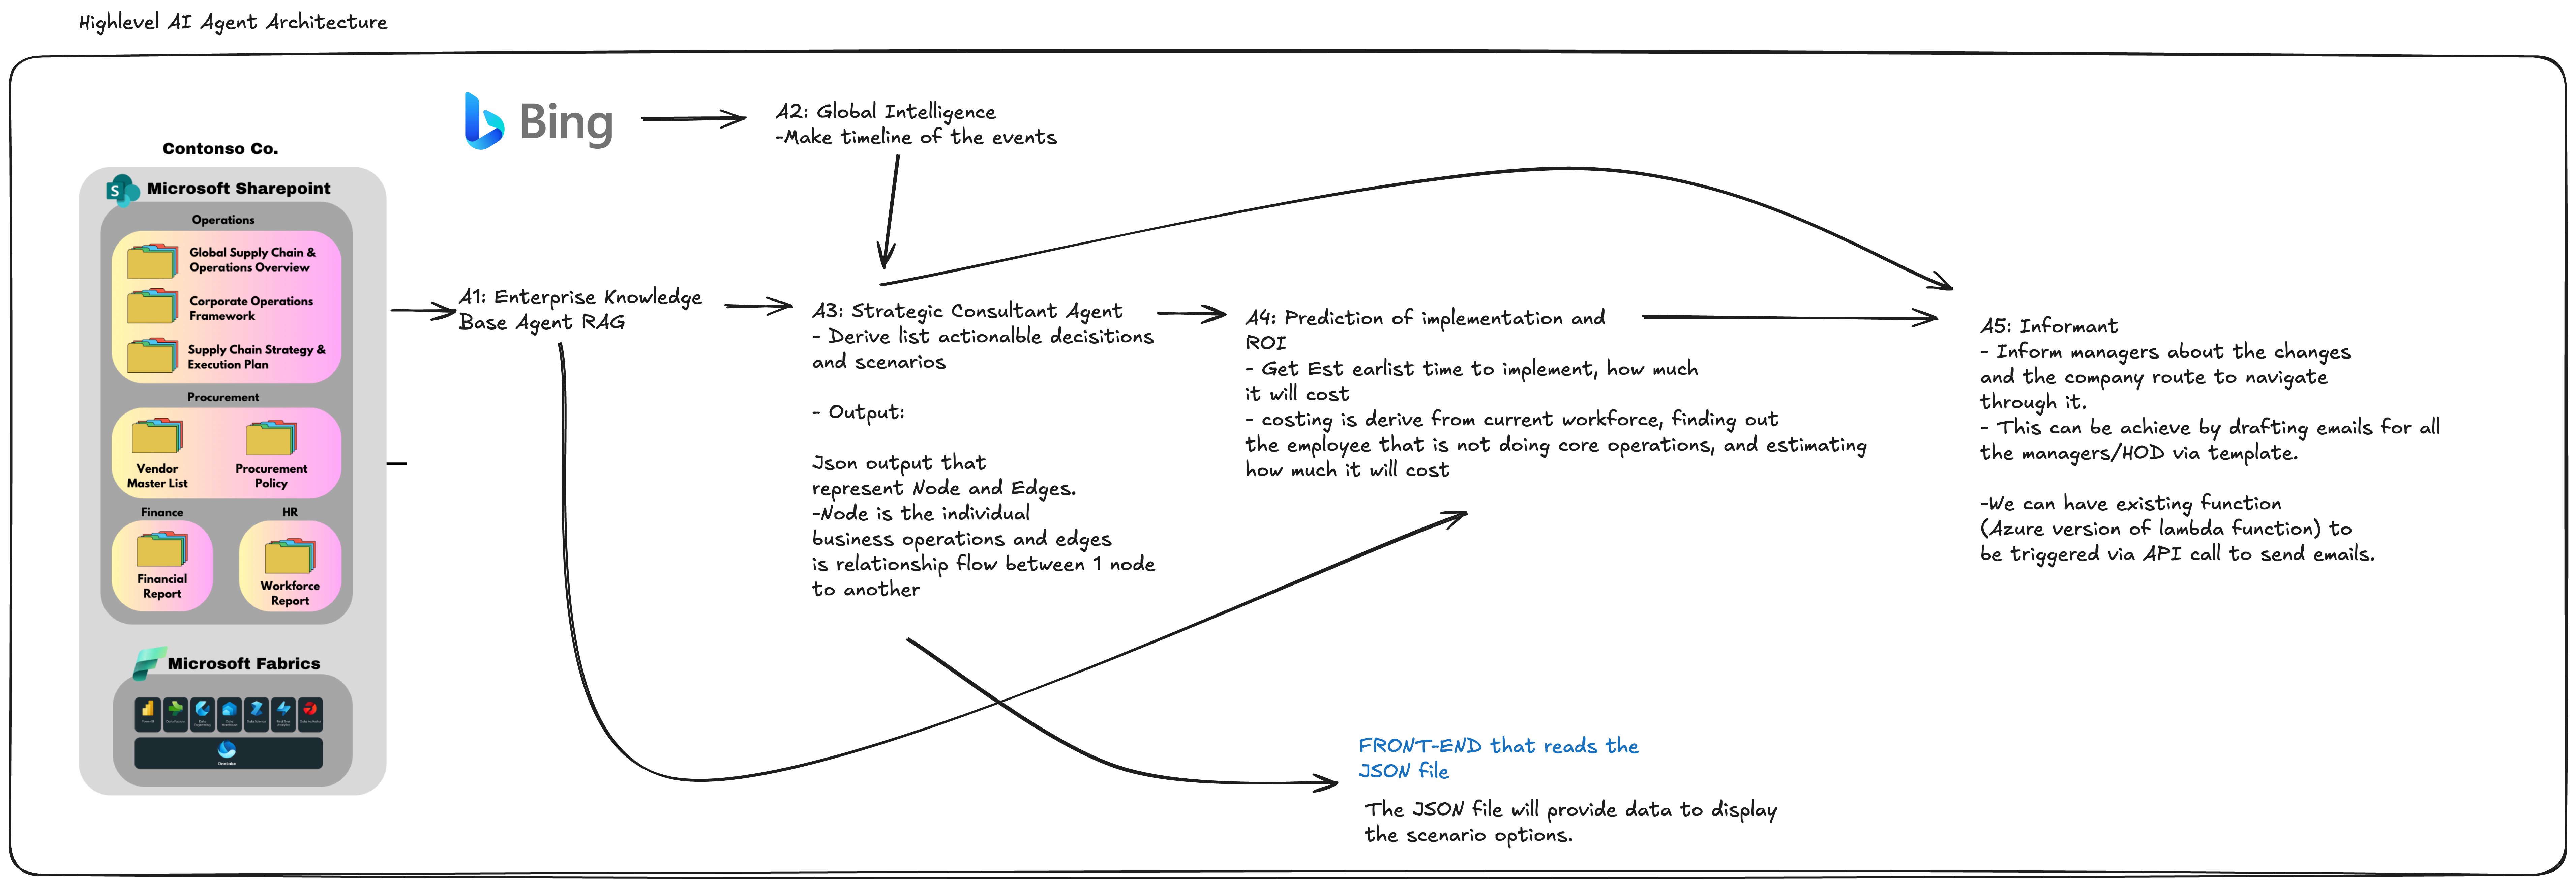 Highlevel AI Agent Architecture
Bing
A2: Global Intelligence
-Make timeline of the events
Contonso Co.
Microsoft Sharepoint
Operations
Global Supply Chain &
Operations Overview
Corporate Operations
Framework
Supply Chain Strategy &
Execution Plan
Procurement
Vendor
Master List
Procurement
Policy
Finance
HR
Financial
Report
Workforce
Report
Microsoft Fabrics
OneLake
A1: Enterprise Knowledge
Base Agent RAG
A3: Strategic Consultant Agent
- Derive list actionalble decisitions
and scenarios
- Output:
Json output that
represent Node and Edges.
-Node is the individual
business operations and edges
is relationship flow between 1 node
to another
A4: Prediction of implementation and
ROI
- Get Est earlist time to implement, how much
it will cost
- costing is derive from current workforce, finding out
the employee that is not doing core operations, and estimating
how much it will cost
A5: Informant
- Inform managers about the changes
and the company route to navigate
through it.
- This can be achieve by drafting emails for all
the managers/HOD via template.
-We can have existing function
(Azure version of lambda function) to
be triggered via API call to send emails.
FRONT-END that reads the
JSON file
The JSON file will provide data to display
the scenario options.